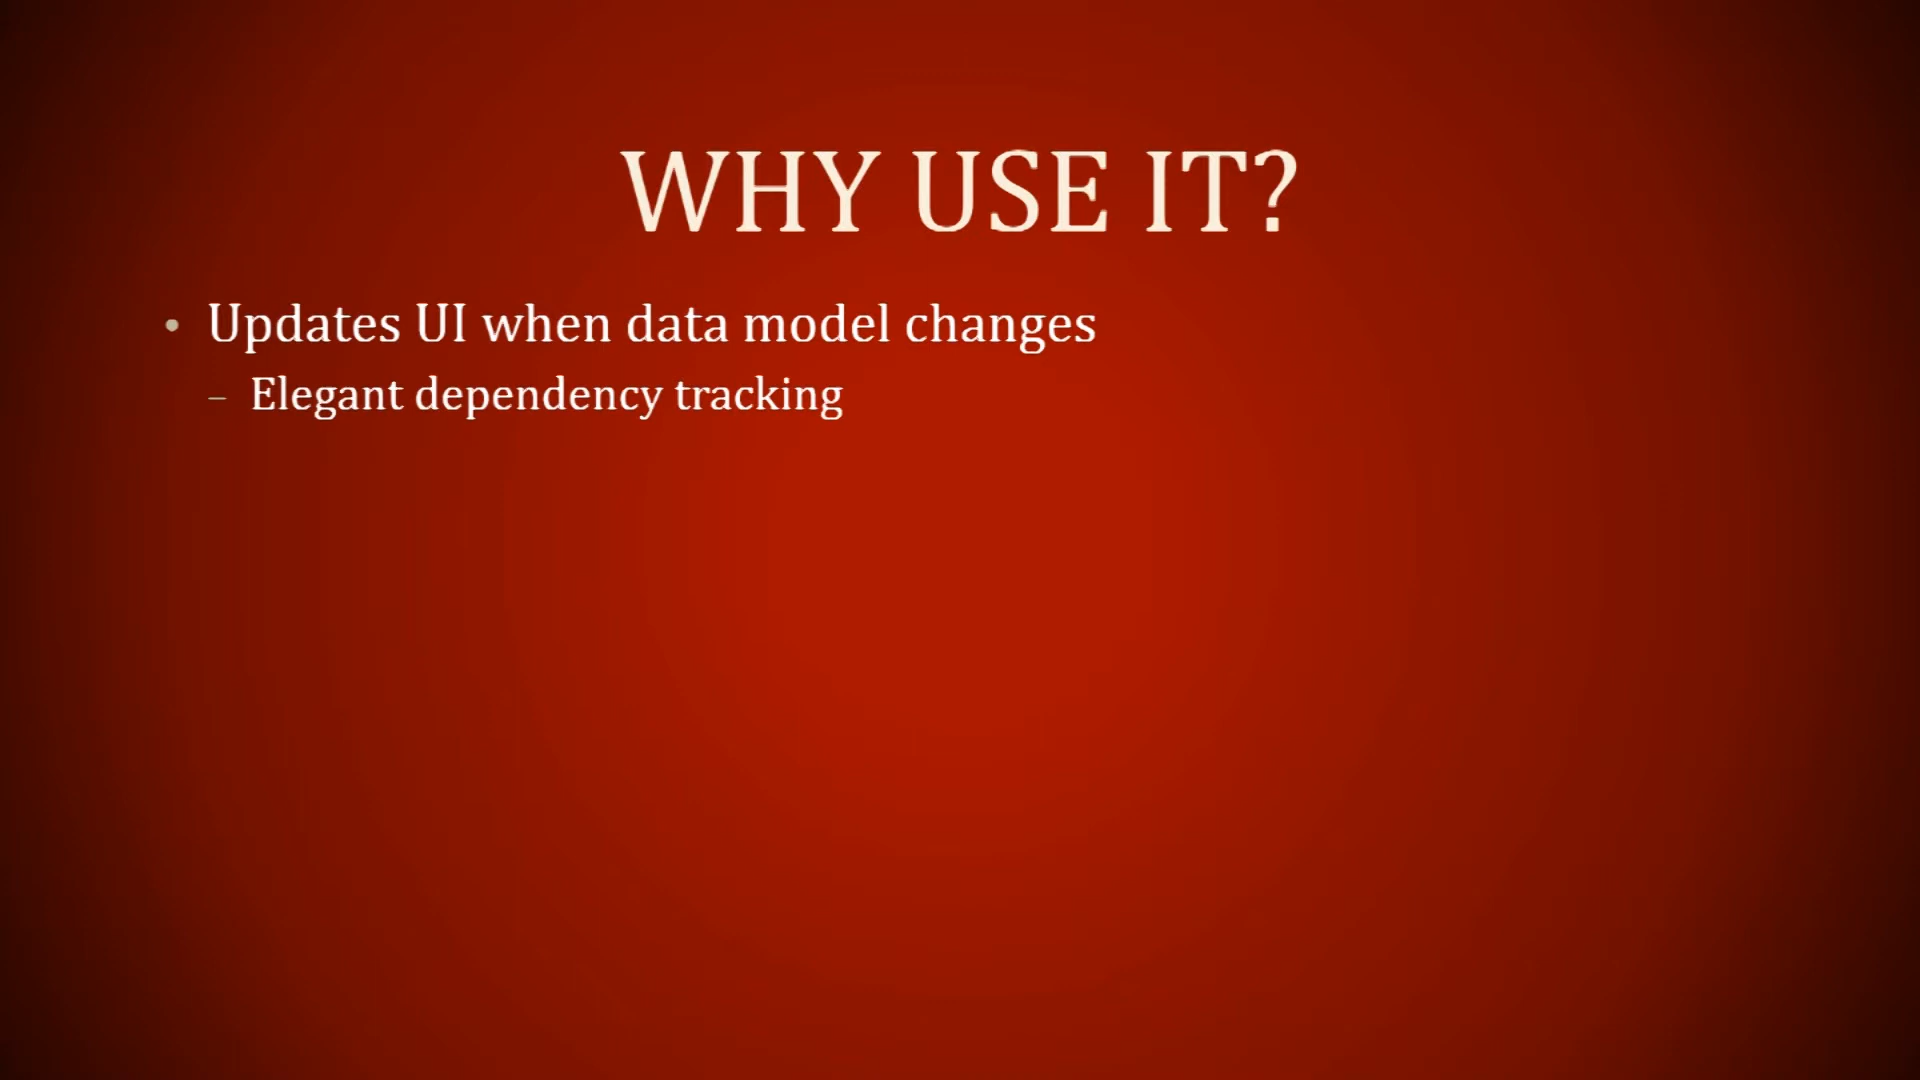 WHY USE IT?
• Updates UI when data model changes
– Elegant dependency tracking